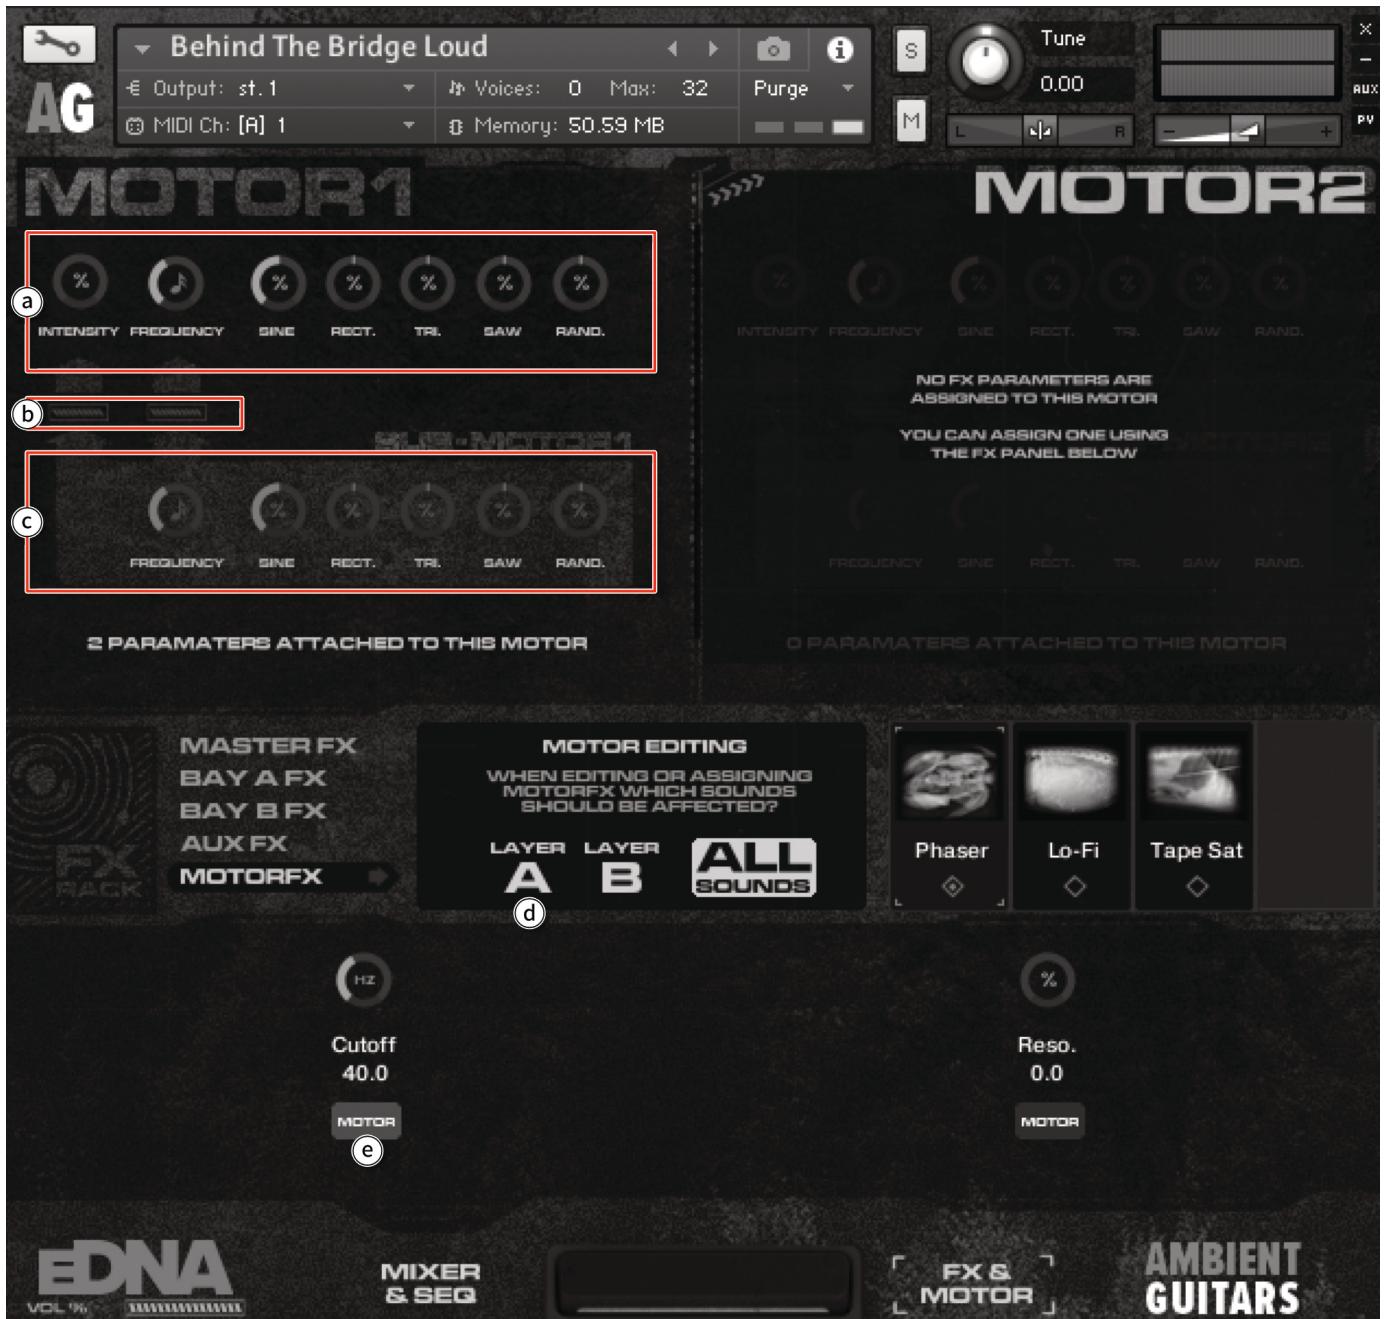 Behind The Bridge Loud
S
Tune
0.00
X
AUX
PV
AG
Output: st. 1
Voices: 0 Max: 32
Purge
MIDI Ch: [A] 1
Memory: 50.59 MB
M
L R
- +
MOTOR1
MOTOR2
a
% % % % % %
INTENSITY FREQUENCY SINE RECT. TRI. SAW RAND.
INTENSITY FREQUENCY SINE RECT. TRI. SAW RAND.
b
SUB-MOTOR1
NO FX PARAMETERS ARE
ASSIGNED TO THIS MOTOR
YOU CAN ASSIGN ONE USING
THE FX PANEL BELOW
c
% % % % %
FREQUENCY SINE RECT. TRI. SAW RAND.
FREQUENCY SINE RECT. TRI. SAW RAND.
2 PARAMATERS ATTACHED TO THIS MOTOR
0 PARAMATERS ATTACHED TO THIS MOTOR
FX
RACK
MASTER FX
BAY A FX
BAY B FX
AUX FX
MOTORFX
MOTOR EDITING
WHEN EDITING OR ASSIGNING
MOTORFX WHICH SOUNDS
SHOULD BE AFFECTED?
LAYER
A
LAYER
B
ALL
SOUNDS
d
Phaser
Lo-Fi
Tape Sat
HZ
Cutoff
40.0
MOTOR
e
%
Reso.
0.0
MOTOR
EDNA
VOL %
MIXER
& SEQ
FX &
MOTOR
AMBIENT
GUITARS